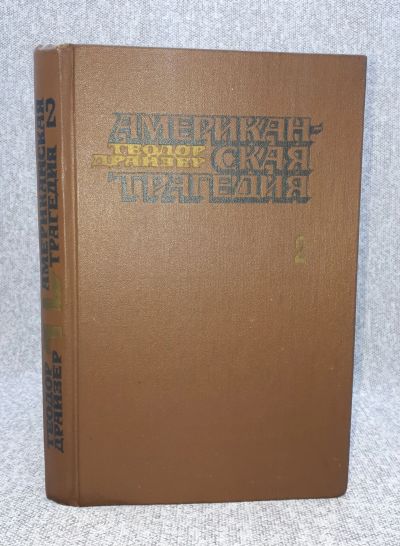 АМЕРИКАН-
ТЕОДОР
ДРАЙЗЕР
СКАЯ
ТРАГЕДИЯ
2
ТЕОДОР
ДРАЙЗЕР
АМЕРИКАНСКАЯ
ТРАГЕДИЯ
2